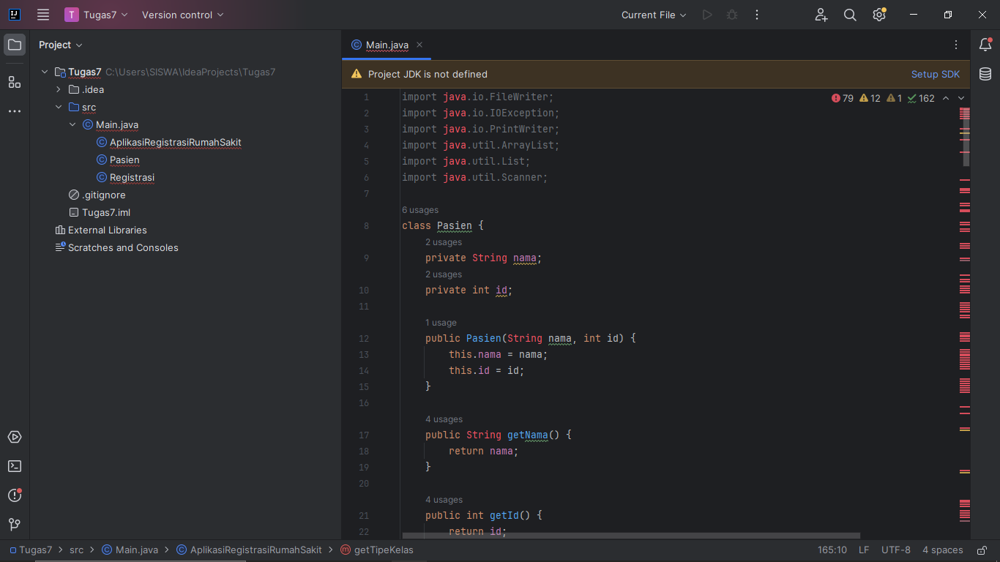 T Tugas7 Version control Current File
Project
Main.java
Tugas7 C:\Users\SISWA\IdeaProjects\Tugas7
.idea
src
Main.java
AplikasiRegistrasiRumahSakit
Pasien
Registrasi
.gitignore
Tugas7.iml
External Libraries
Scratches and Consoles
Project JDK is not defined Setup SDK
79 12 1 162
1 import java.io.FileWriter;
2 import java.io.IOException;
3 import java.io.PrintWriter;
4 import java.util.ArrayList;
5 import java.util.List;
6 import java.util.Scanner;
7
6 usages
8 class Pasien {
2 usages
9 private String nama;
2 usages
10 private int id;
11
1 usage
12 public Pasien(String nama, int id) {
13 this.nama = nama;
14 this.id = id;
15 }
16
4 usages
17 public String getNama() {
18 return nama;
19 }
20
4 usages
21 public int getId() {
22 return id;
Tugas7 > src > Main.java > AplikasiRegistrasiRumahSakit > getTipeKelas 165:10 LF UTF-8 4 spaces